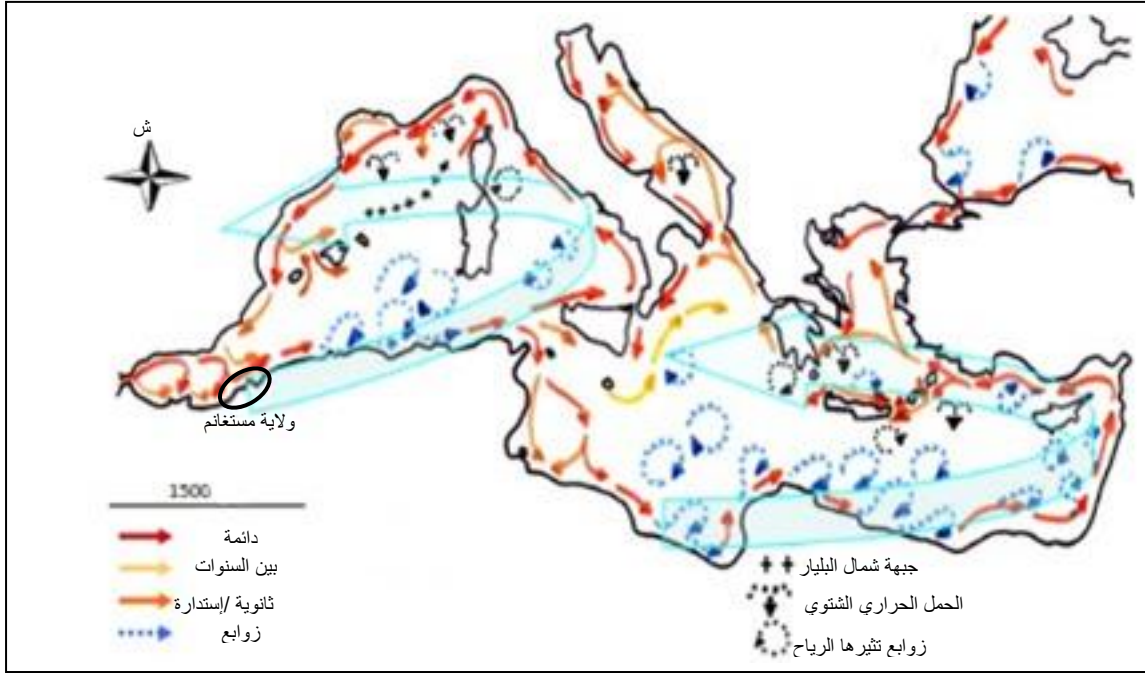 ش
ولاية مستغانم
1500
دائمة
بين السنوات
ثانوية /إستدارة
زوابع
جبهة شمال البليار
الحمل الحراري الشتوي
زوابع تثيرها الرياح